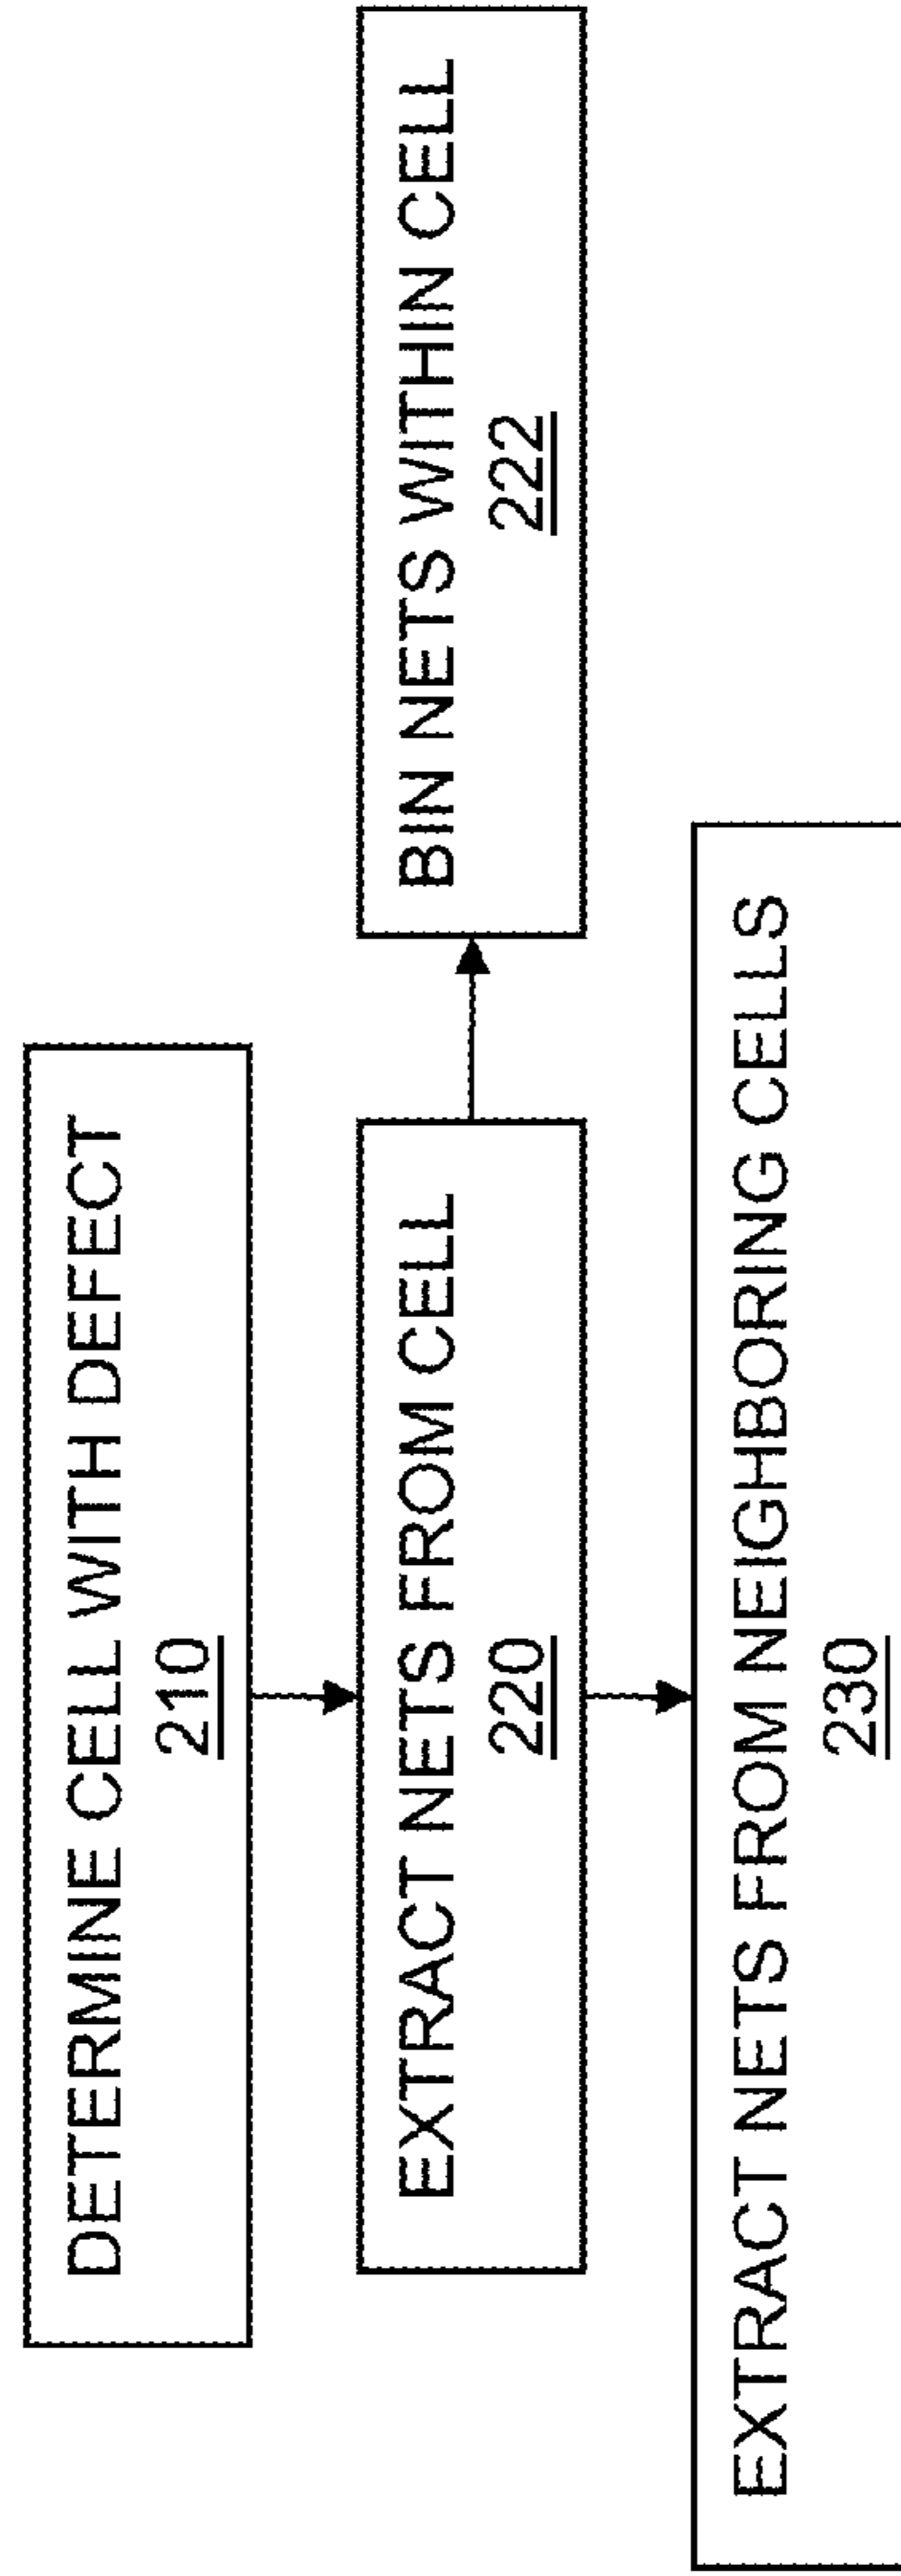 DETERMINE CELL WITH DEFECT
210
EXTRACT NETS FROM CELL
220
BIN NETS WITHIN CELL
222
EXTRACT NETS FROM NEIGHBORING CELLS
230